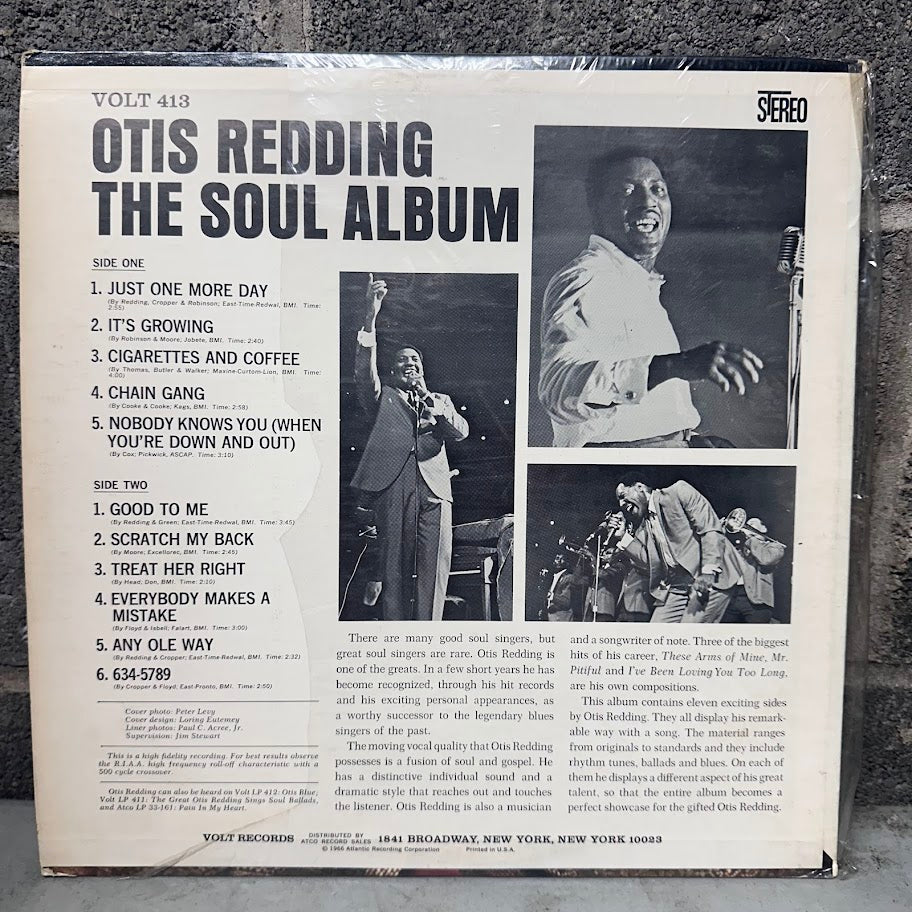 VOLT 413
STEREO
OTIS REDDING
THE SOUL ALBUM
SIDE ONE
1. JUST ONE MORE DAY
(By Redding, Cropper & Robinson; East-Time-Redwal, BMI. Time:
2:55)
2. IT'S GROWING
(By Robinson & Moore; Jobete, BMI. Time: 2:40)
3. CIGARETTES AND COFFEE
(By Thomas, Butler & Walker; Maxine-Curtom-Lion, BMI. Time:
4:00)
4. CHAIN GANG
(By Cooke & Cooke; Kags, BMI. Time: 2:58)
5. NOBODY KNOWS YOU (WHEN
YOU'RE DOWN AND OUT)
(By Cox; Pickwick, ASCAP. Time: 3:10)
SIDE TWO
1. GOOD TO ME
(By Redding & Green; East-Time-Redwal, BMI. Time: 3:45)
2. SCRATCH MY BACK
(By Moore; Excellorec, BMI. Time: 2:45)
3. TREAT HER RIGHT
(By Head; Don, BMI. Time: 2:10)
4. EVERYBODY MAKES A
MISTAKE
(By Floyd & Isbell; Falart, BMI. Time: 3:00)
5. ANY OLE WAY
(By Redding & Cropper; East-Time-Redwal, BMI. Time: 2:32)
6. 634-5789
(By Cropper & Floyd; East-Pronto, BMI. Time: 2:50)
Cover photo: Peter Levy
Cover design: Loring Eutemey
Liner photos: Paul C. Acree, Jr.
Supervision: Jim Stewart
This is a high fidelity recording. For best results observe
the R.I.A.A. high frequency roll-off characteristic with a
500 cycle crossover.
Otis Redding can also be heard on Volt LP 412: Otis Blue,
Volt LP 411: The Great Otis Redding Sings Soul Ballads,
and Atco LP 33-161: Pain In My Heart.
There are many good soul singers, but
great soul singers are rare. Otis Redding is
one of the greats. In a few short years he has
become recognized, through his hit records
and his exciting personal appearances, as
a worthy successor to the legendary blues
singers of the past.
The moving vocal quality that Otis Redding
possesses is a fusion of soul and gospel. He
has a distinctive individual sound and a
dramatic style that reaches out and touches
the listener. Otis Redding is also a musician
and a songwriter of note. Three of the biggest
hits of his career, These Arms of Mine, Mr.
Pitiful and I've Been Loving You Too Long,
are his own compositions.
This album contains eleven exciting sides
by Otis Redding. They all display his remark-
able way with a song. The material ranges
from originals to standards and they include
rhythm tunes, ballads and blues. On each of
them he displays a different aspect of his great
talent, so that the entire album becomes a
perfect showcase for the gifted Otis Redding.
VOLT RECORDS DISTRIBUTED BY ATCO RECORD SALES 1841 BROADWAY, NEW YORK, NEW YORK 10023
© 1966 Atlantic Recording Corporation Printed in U.S.A.